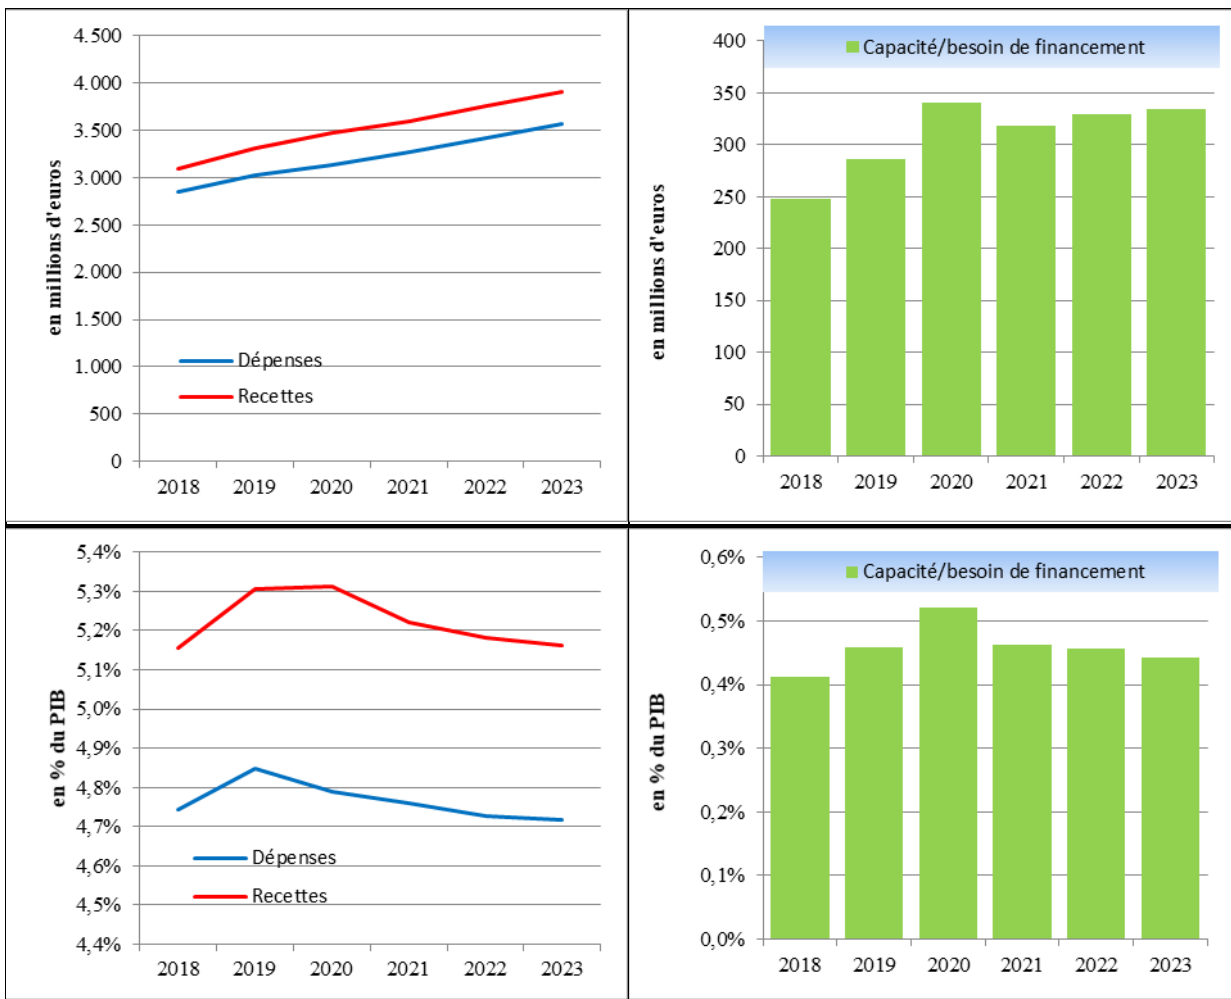 4.500
4.000
3.500
3.000
2.500
2.000
1.500
1.000
500
0
en millions d'euros
Dépenses
Recettes
2018 2019 2020 2021 2022 2023
400
350
300
250
200
150
100
50
0
en millions d'euros
Capacité/besoin de financement
2018 2019 2020 2021 2022 2023
5,4%
5,3%
5,2%
5,1%
5,0%
4,9%
4,8%
4,7%
4,6%
4,5%
4,4%
en % du PIB
Dépenses
Recettes
2018 2019 2020 2021 2022 2023
0,6%
0,5%
0,4%
0,3%
0,2%
0,1%
0,0%
en % du PIB
Capacité/besoin de financement
2018 2019 2020 2021 2022 2023